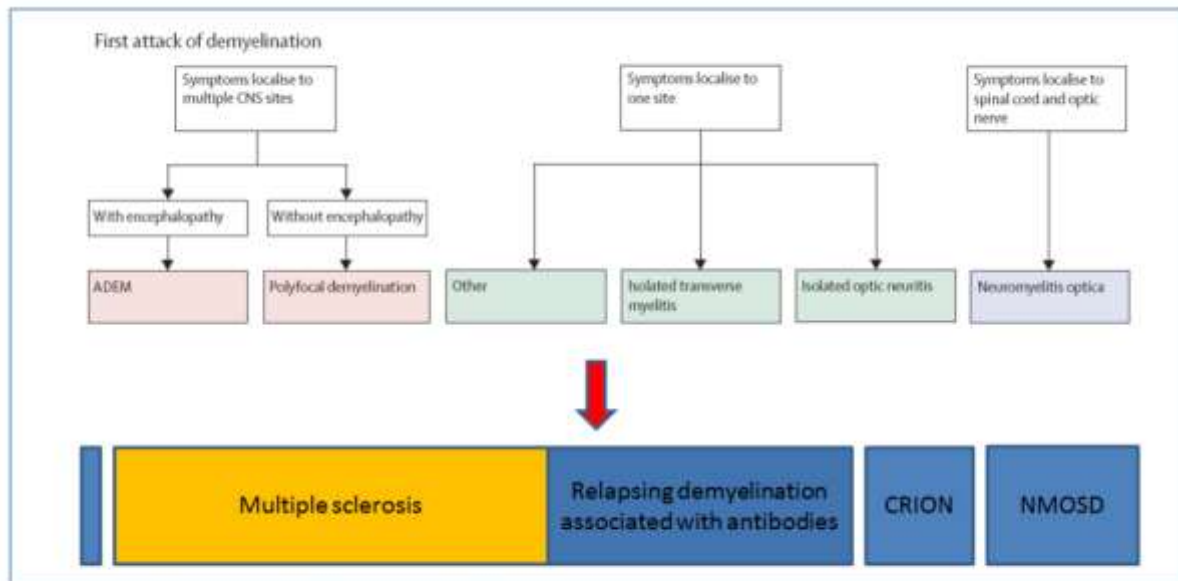 First attack of demyelination
Symptoms localise to
multiple CNS sites
Symptoms localise to
one site
Symptoms localise to
spinal cord and optic
nerve
With encephalopathy
Without encephalopathy
ADEM
Polyfocal demyelination
Other
Isolated transverse
myelitis
Isolated optic neuritis
Neuromyelitis optica
Multiple sclerosis
Relapsing demyelination
associated with antibodies
CRION
NMOSD